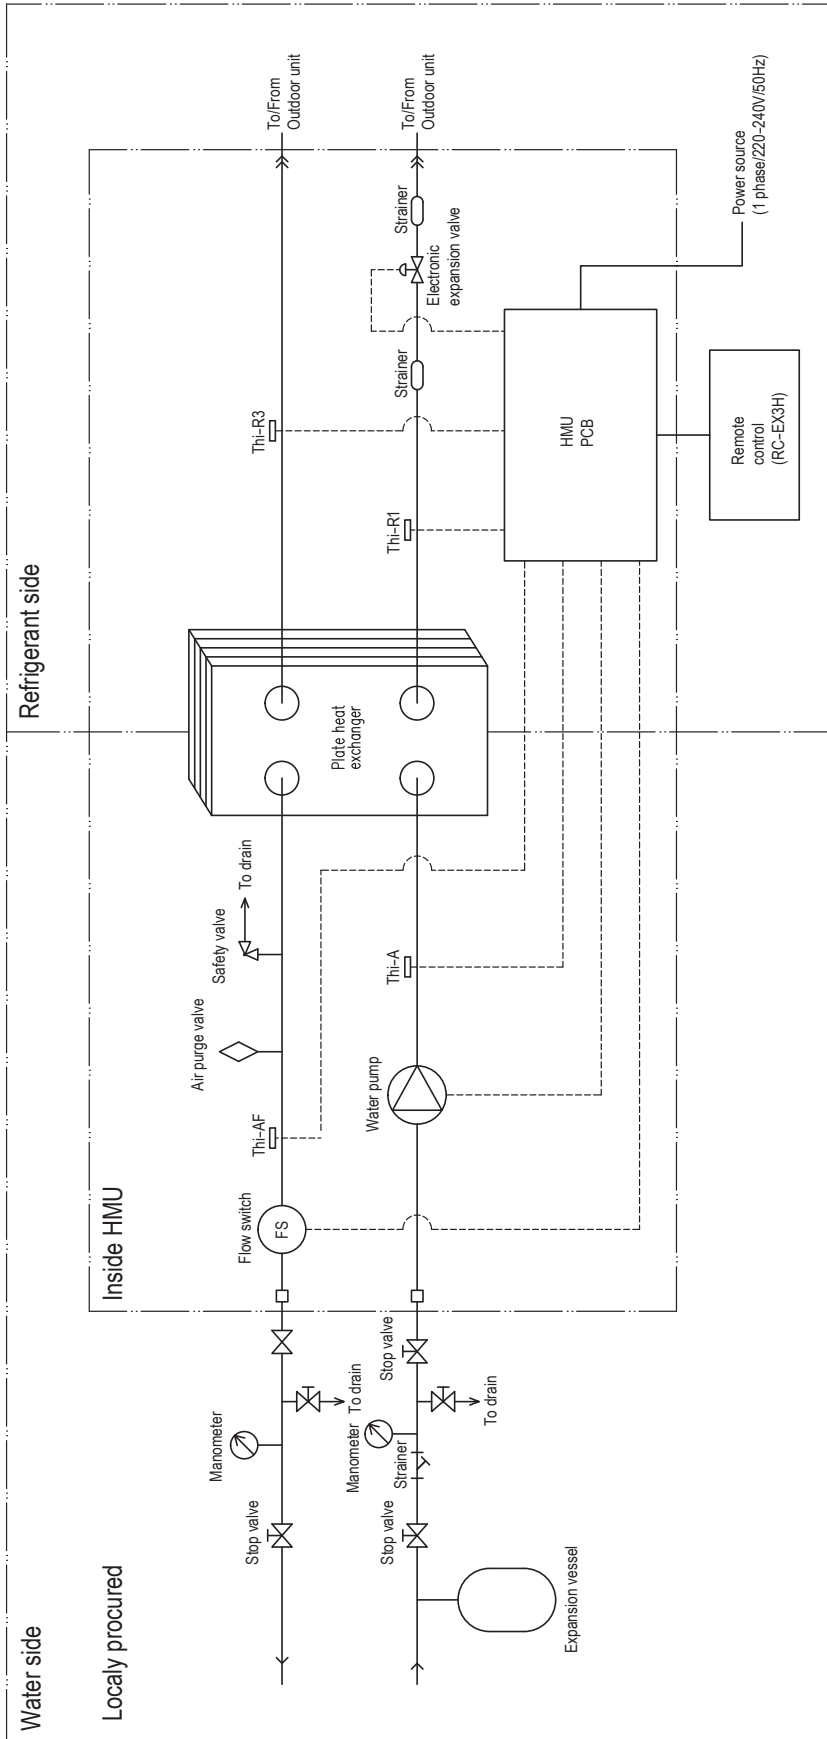 Water side
Refrigerant side
Localy procured
Inside HMU
To/From
Outdoor unit
To/From
Outdoor unit
Strainer
Electronic
expansion valve
Strainer
Thi-R3
Thi-R1
HMU
PCB
Power source
(1 phase/220-240V/50Hz)
Remote
control
(RC-EX3H)
Plate heat
exchanger
To drain
Safety valve
Air purge valve
Thi-AF
Flow switch
FS
Thi-A
Water pump
Manometer
To drain
Stop valve
Stop valve
To drain
Manometer
Strainer
Stop valve
Expansion vessel